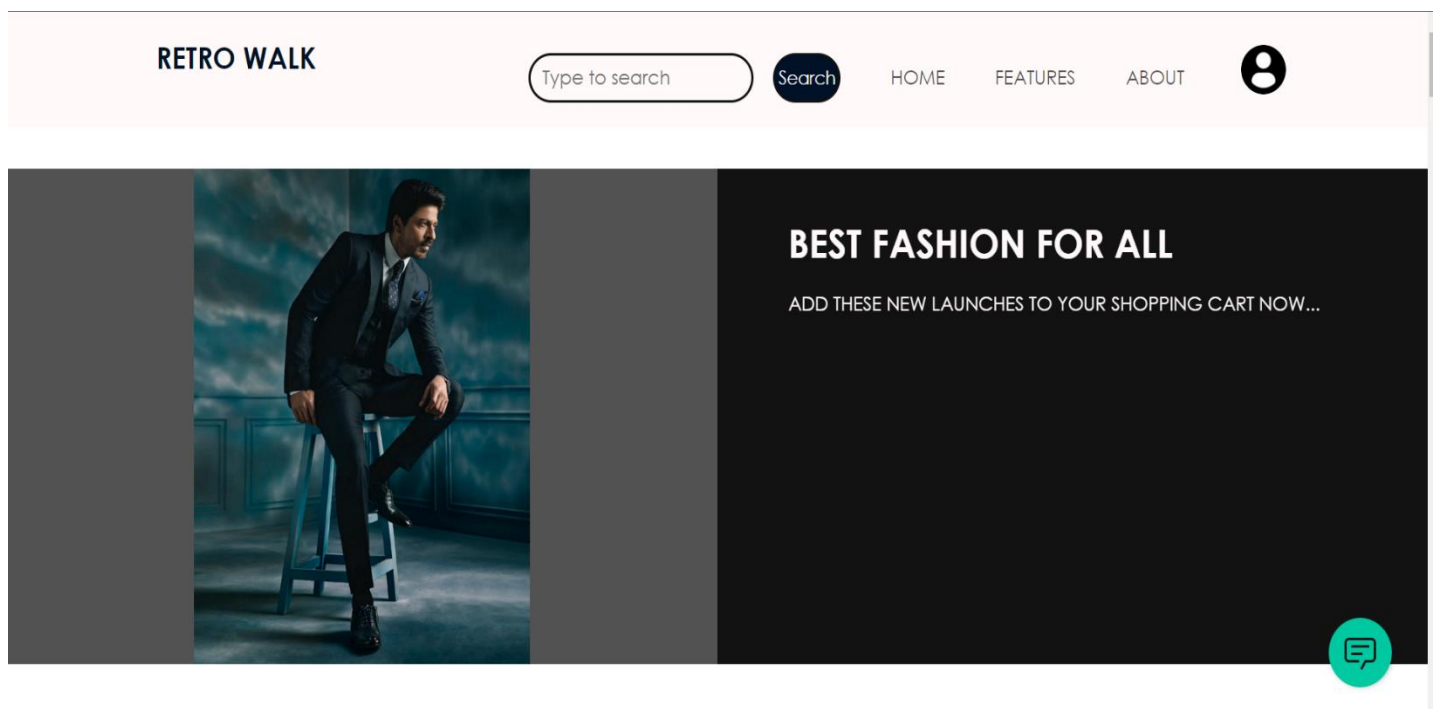 RETRO WALK
Type to search
Search
HOME
FEATURES
ABOUT
BEST FASHION FOR ALL
ADD THESE NEW LAUNCHES TO YOUR SHOPPING CART NOW...